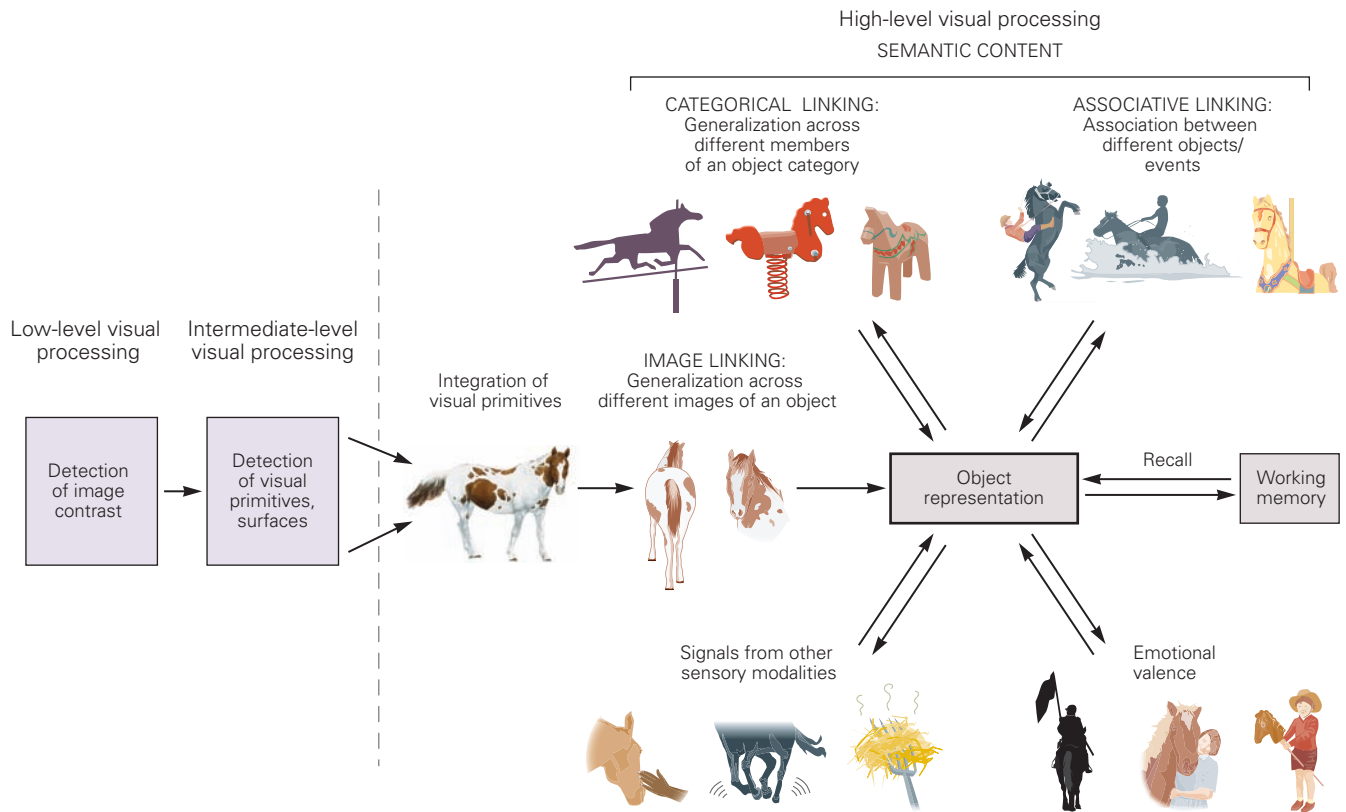 High-level visual processing
SEMANTIC CONTENT
CATEGORICAL LINKING:
Generalization across
different members
of an object category
ASSOCIATIVE LINKING:
Association between
different objects/
events
Low-level visual
processing
Intermediate-level
visual processing
Integration of
visual primitives
IMAGE LINKING:
Generalization across
different images of an object
Detection
of image
contrast
Detection
of visual
primitives,
surfaces
Object
representation
Recall
Working
memory
Signals from other
sensory modalities
Emotional
valence